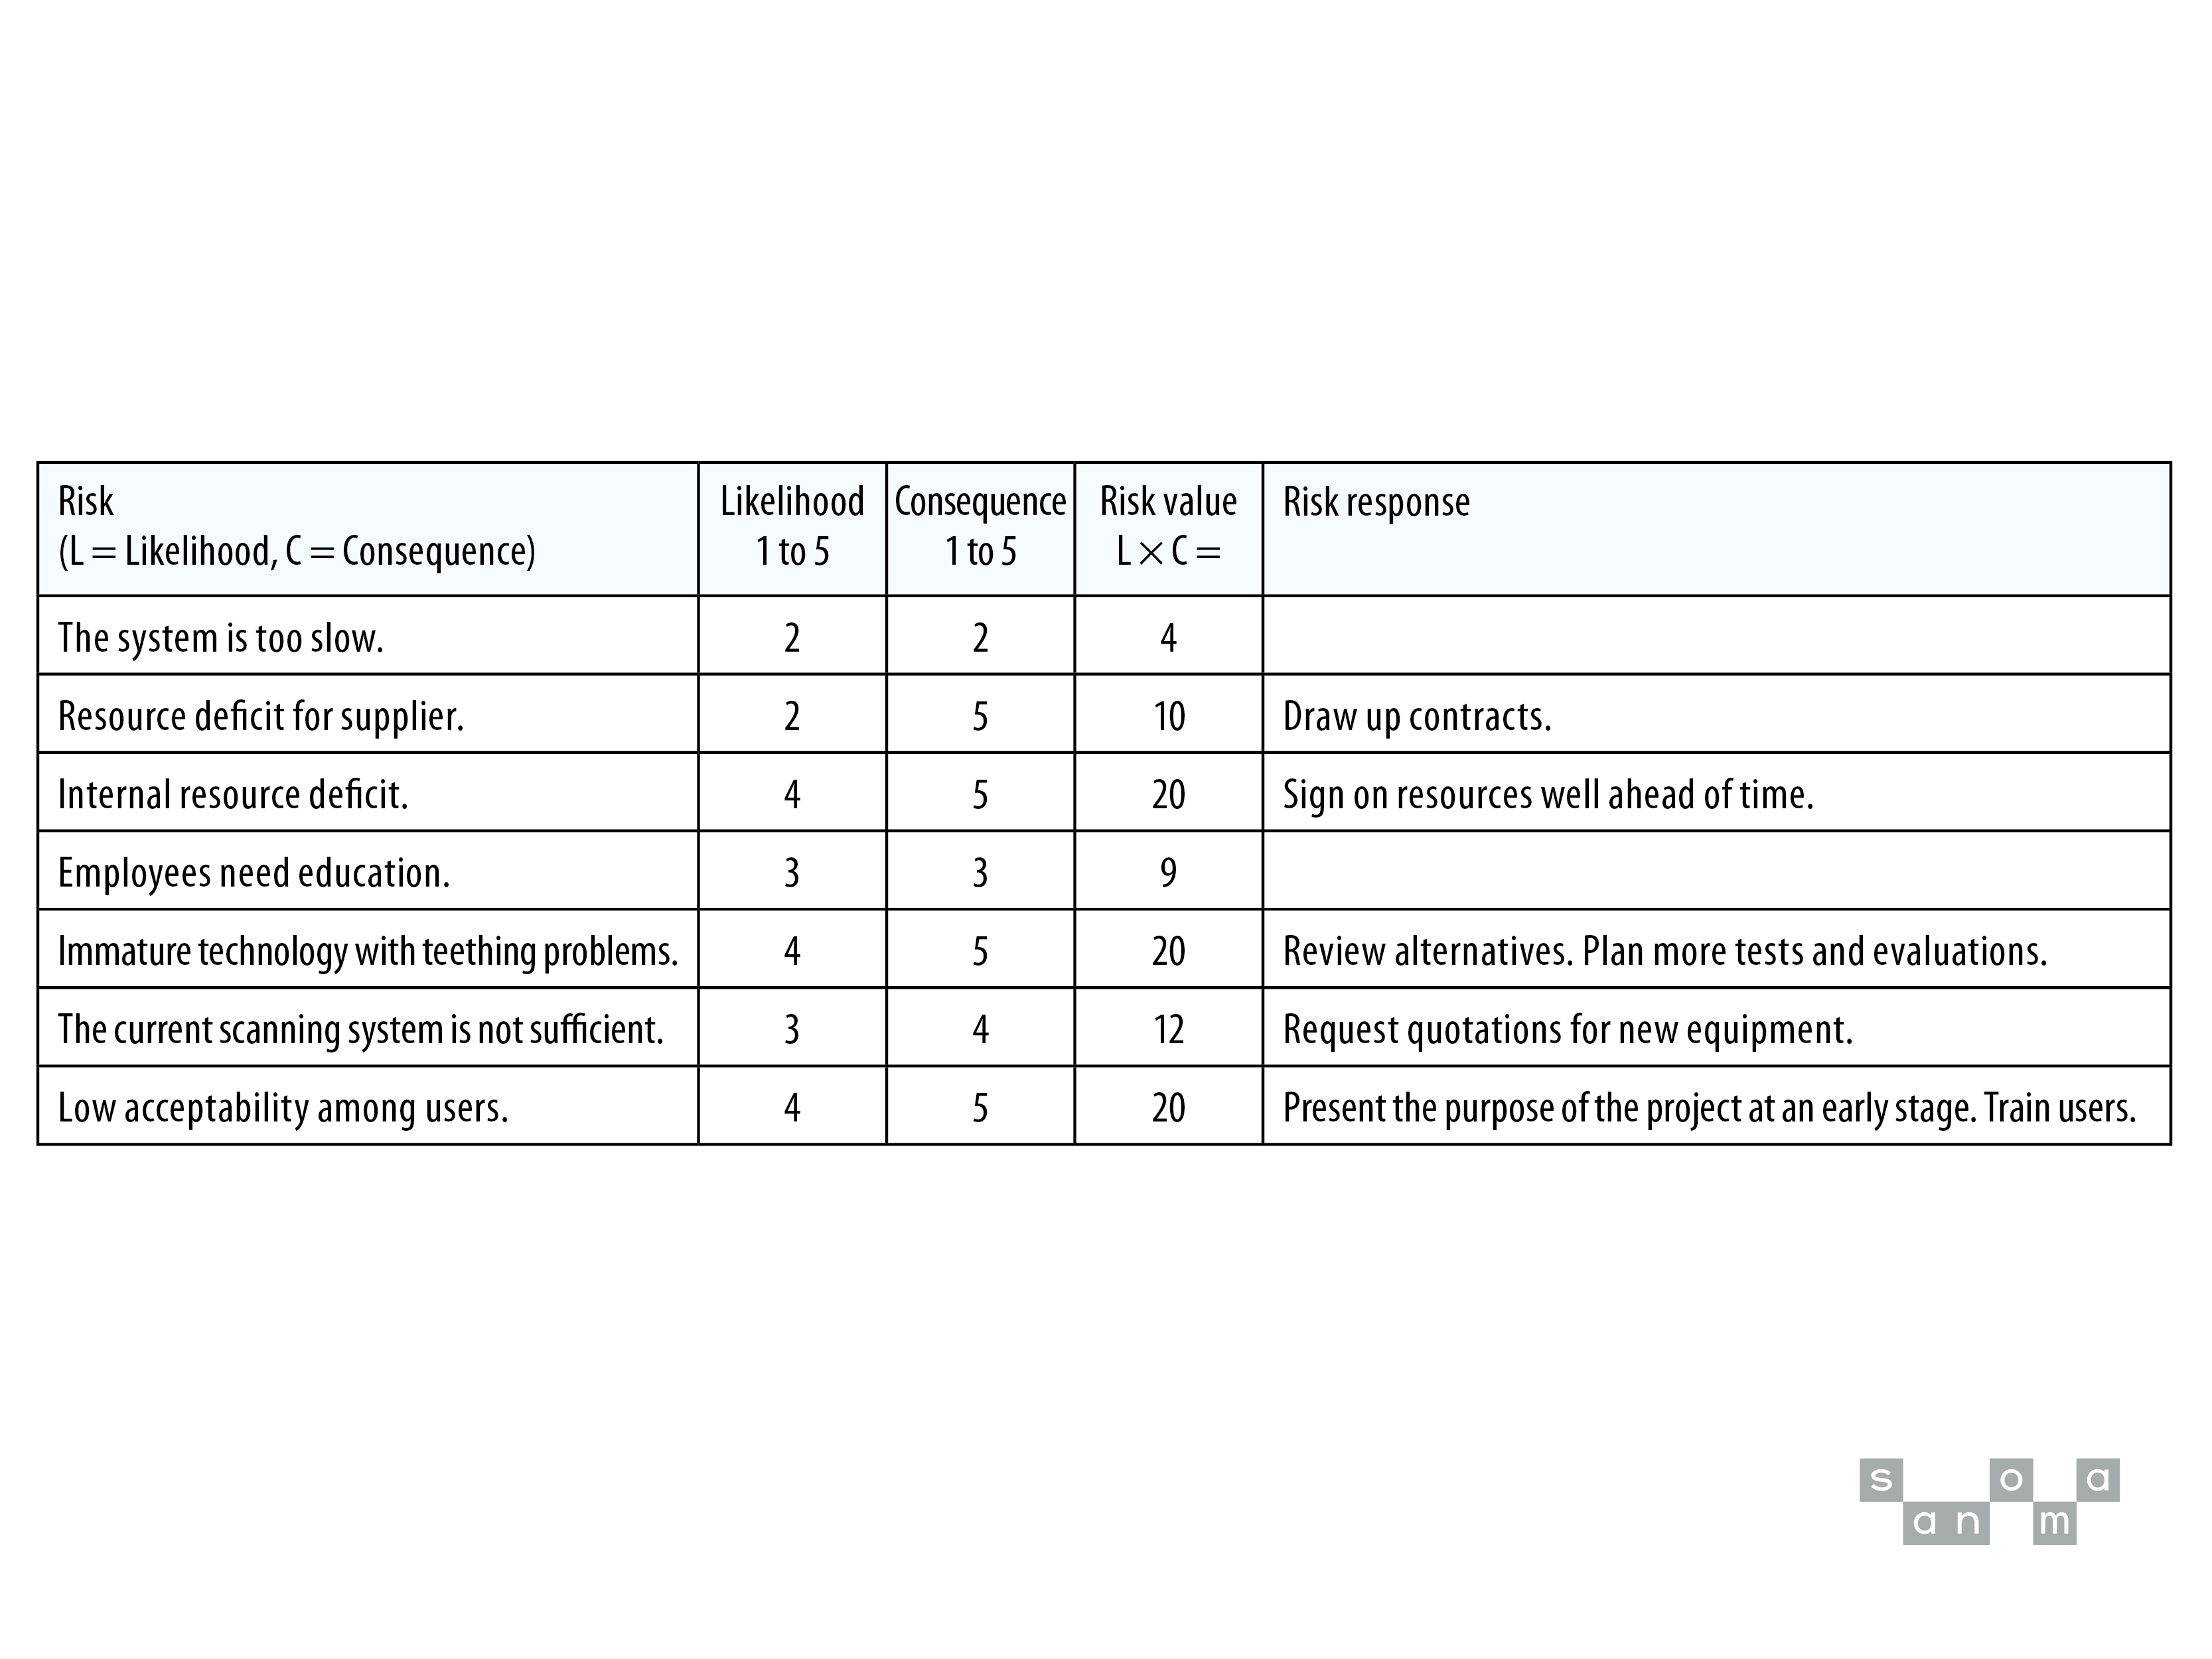 Risk Likelihood Consequence Risk value Risk response
(L = Likelihood, C = Consequence) 1 to 5 1 to 5 L × C =
The system is too slow. 2 2 4
Resource deficit for supplier. 2 5 10 Draw up contracts.
Internal resource deficit. 4 5 20 Sign on resources well ahead of time.
Employees need education. 3 3 9
Immature technology with teething problems. 4 5 20 Review alternatives. Plan more tests and evaluations.
The current scanning system is not sufficient. 3 4 12 Request quotations for new equipment.
Low acceptability among users. 4 5 20 Present the purpose of the project at an early stage. Train users.
sanoma